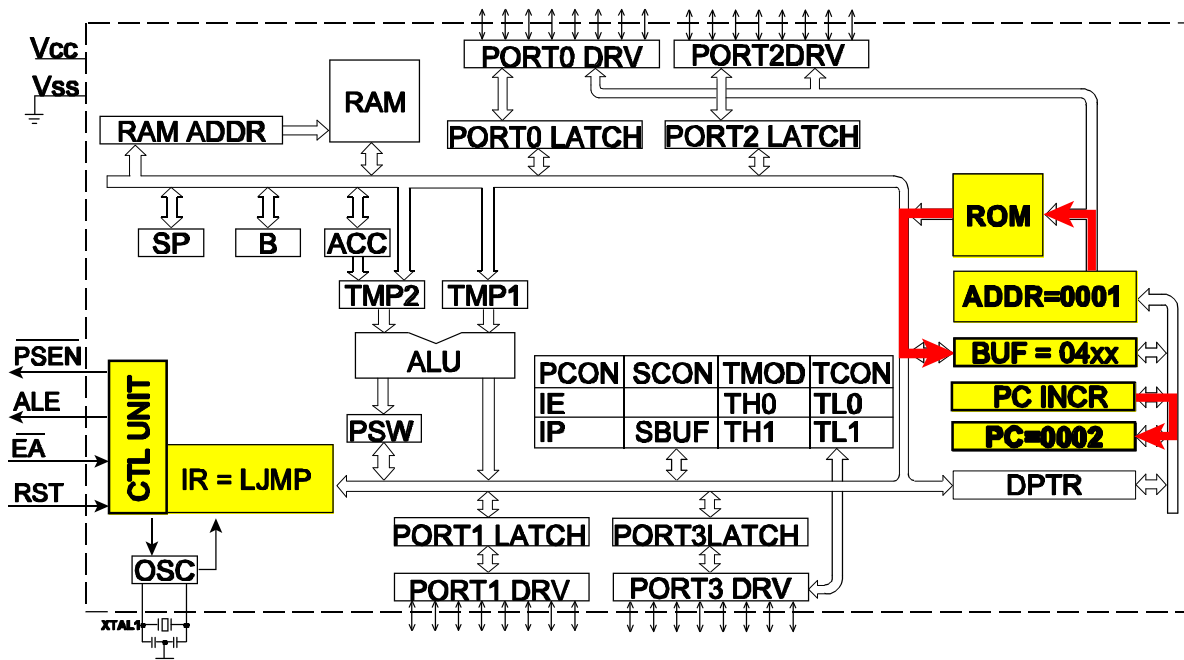 Vcc
Vss
PORT0 DRV
PORT2DRV
RAM
RAM ADDR
PORT0 LATCH
PORT2 LATCH
ROM
SP
B
ACC
TMP2
TMP1
ADDR=0001
ALU
BUF = 04xx
PC INCR
PC=0002
DPTR
PCON SCON TMOD TCON
IE TH0 TL0
IP SBUF TH1 TL1
PSW
PSEN
ALE
EA
RST
CTL UNIT
IR = LJMP
OSC
XTAL1
PORT1 LATCH
PORT3LATCH
PORT1 DRV
PORT3 DRV